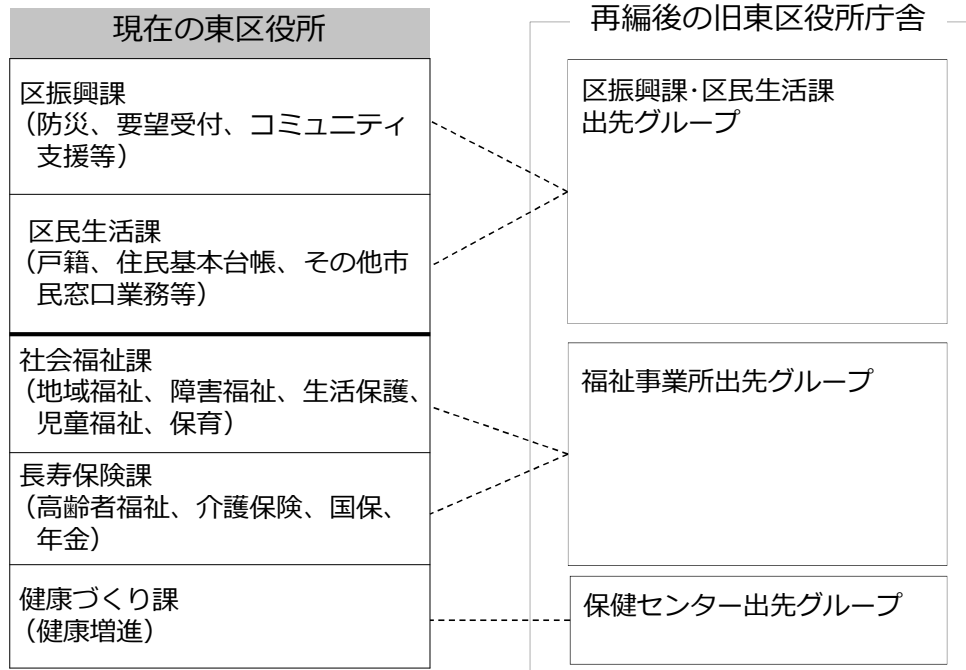 現在の東区役所
区振興課
（防災、要望受付、コミュニティ
支援等）
区民生活課
（戸籍、住民基本台帳、その他市
民窓口業務等）
社会福祉課
（地域福祉、障害福祉、生活保護、
児童福祉、保育）
長寿保険課
（高齢者福祉、介護保険、国保、
年金）
健康づくり課
（健康増進）
再編後の旧東区役所庁舎
区振興課･区民生活課
出先グループ
福祉事業所出先グループ
保健センター出先グループ